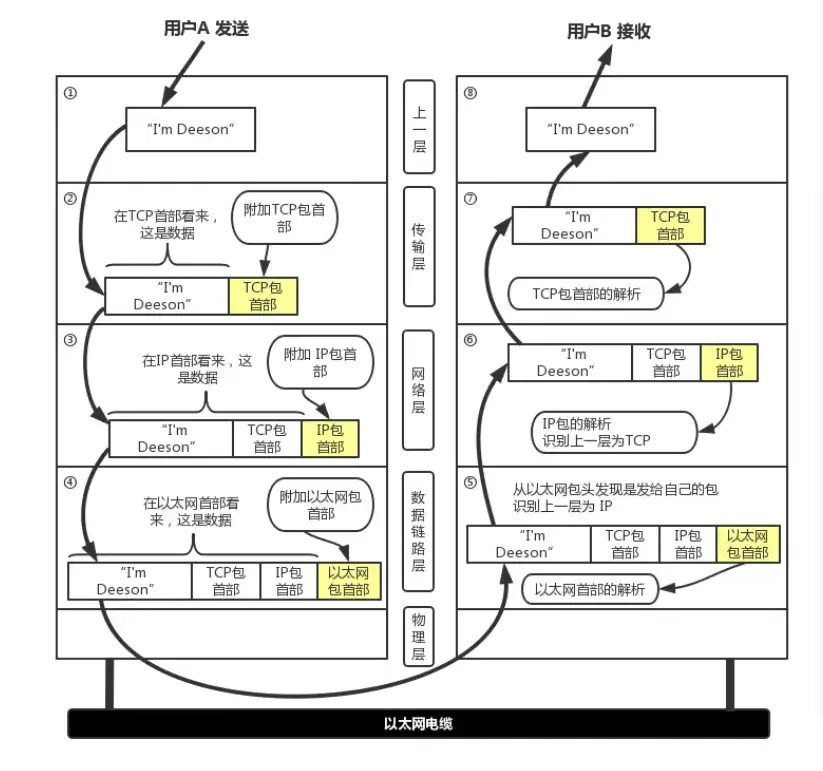 用户A 发送
①
“I'm Deeson”
②
在TCP首部看来，
这是数据
附加TCP包首
部
“I'm
Deeson”
TCP包
首部
③
在IP首部看来，这
是数据
附加 IP包首
部
“I'm
Deeson”
TCP包
首部
IP包
首部
④
在以太网首部看
来，这是数据
附加以太网包
首部
“I'm
Deeson”
TCP包
首部
IP包
首部
以太网
包首部
上一层
传输层
网络层
数据链路层
物理层
用户B 接收
⑧
“I'm Deeson”
⑦
“I'm
Deeson”
TCP包
首部
TCP包首部的解析
⑥
“I'm
Deeson”
TCP包
首部
IP包
首部
IP包的解析
识别上一层为TCP
⑤
从以太网包头发现是发给自己的包
识别上一层为 IP
“I'm
Deeson”
TCP包
首部
IP包
首部
以太网
包首部
以太网首部的解析
以太网电缆